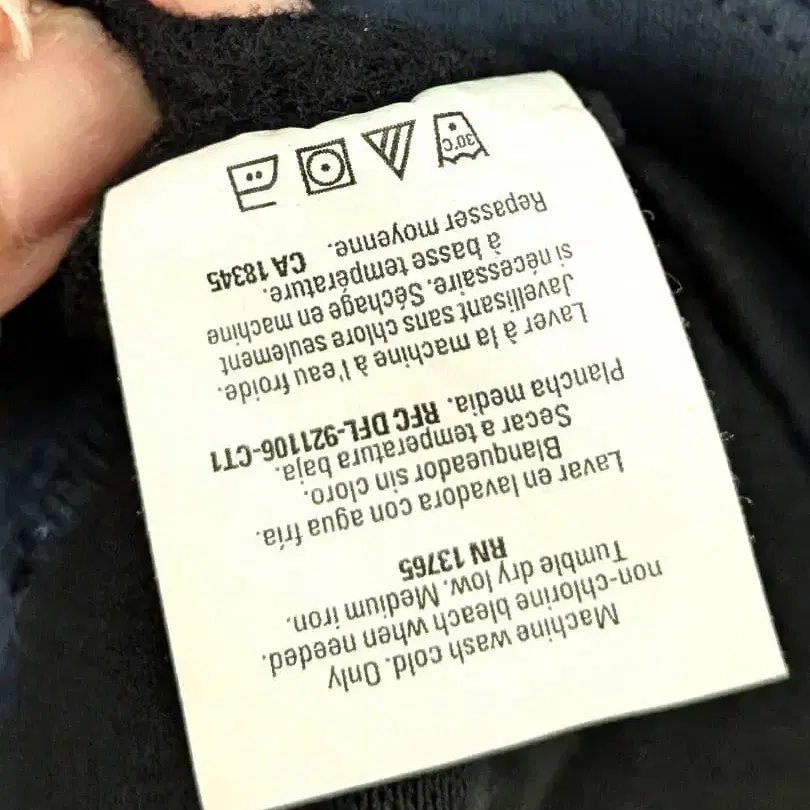 Machine wash cold. Only
non-chlorine bleach when needed.
Tumble dry low. Medium iron.
RN 13765
Lavar en lavadora con agua fría.
Blanqueador sin cloro.
Secar a temperatura baja.
Plancha media. RFC DFL-921106-CT1
Laver à la machine à l'eau froide.
Javellisant sans chlore seulement
si nécessaire. Séchage en machine
à basse température.
Repasser moyenne. CA 18345
30°C